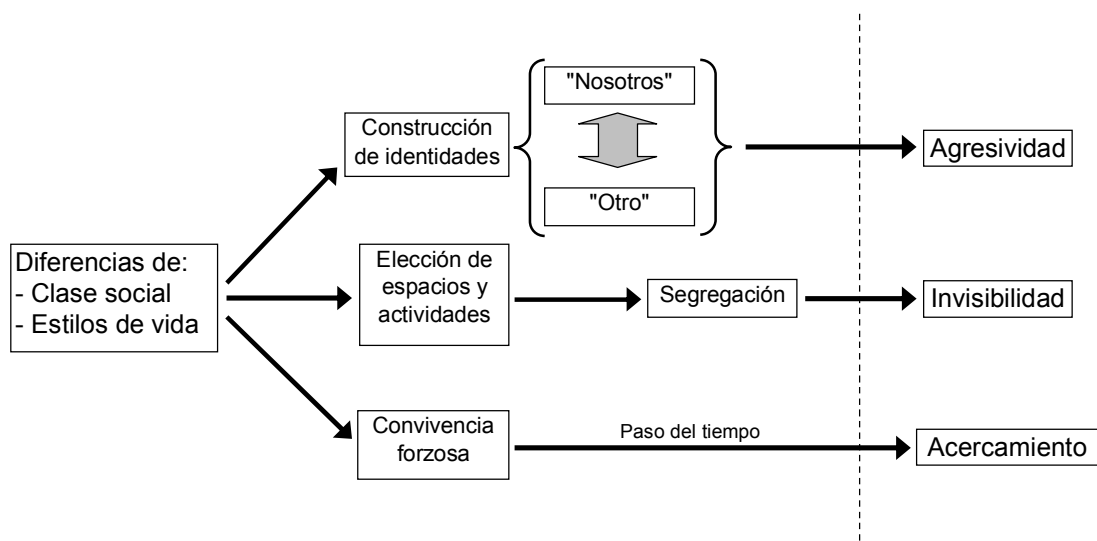 Diferencias de:
- Clase social
- Estilos de vida
Construcción
de identidades
"Nosotros"
"Otro"
Agresividad
Elección de
espacios y
actividades
Segregación
Invisibilidad
Convivencia
forzosa
Paso del tiempo
Acercamiento